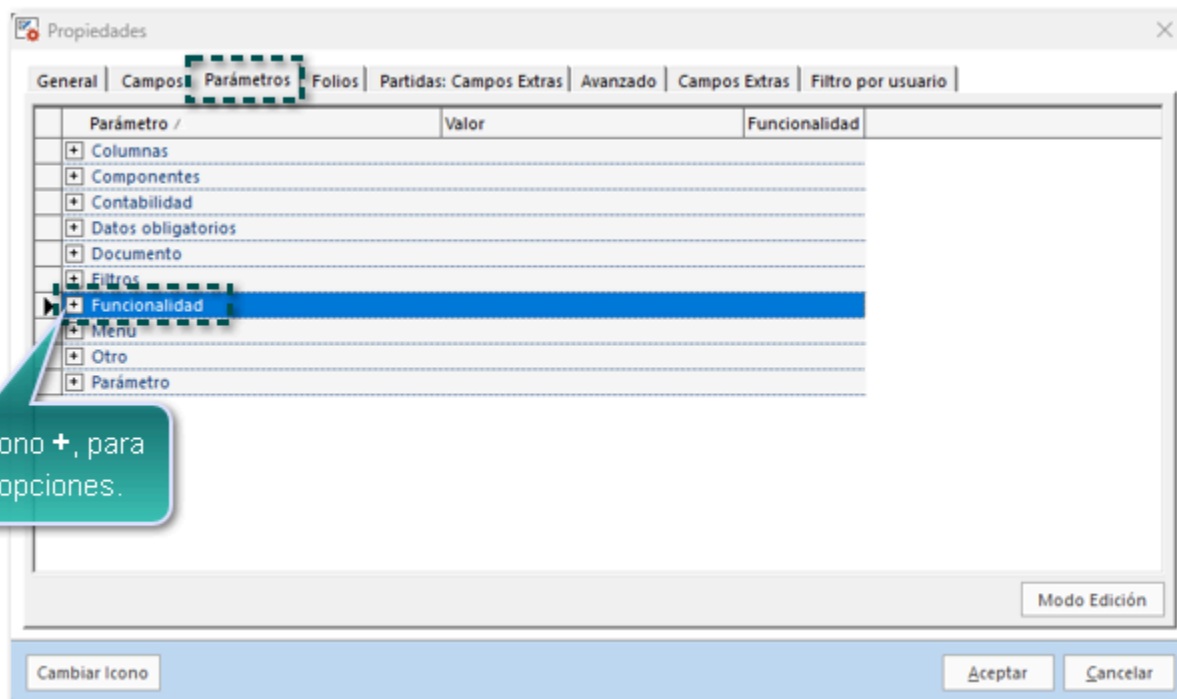 Propiedades
General Campos Parámetros Folios Partidas: Campos Extras Avanzado Campos Extras Filtro por usuario
Parámetro / Valor Funcionalidad
Columnas
Componentes
Contabilidad
Datos obligatorios
Documento
Filtros
Funcionalidad
Menú
Otro
Parámetro
ono +, para
opciones.
Modo Edición
Cambiar Icono Aceptar Cancelar